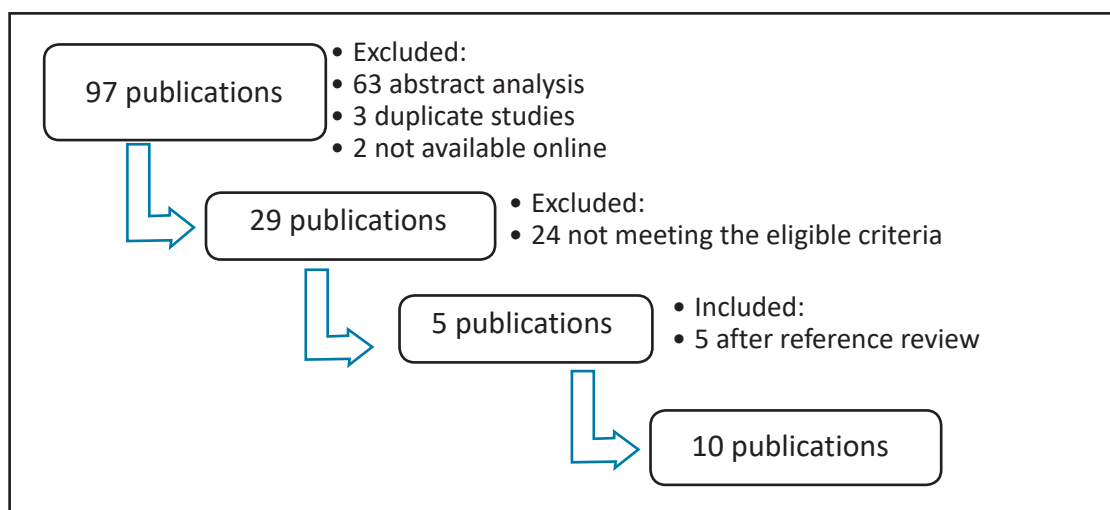 97 publications
• Excluded:
• 63 abstract analysis
• 3 duplicate studies
• 2 not available online
29 publications
• Excluded:
• 24 not meeting the eligible criteria
5 publications
• Included:
• 5 after reference review
10 publications